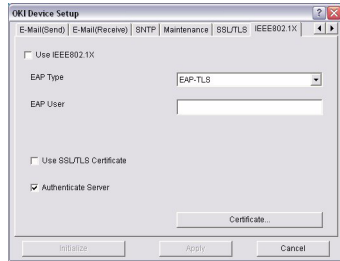 OKI Device Setup
E-Mail(Send) E-Mail(Receive) SNTP Maintenance SSL/TLS IEEE802.1X
Use IEEE802.1X
EAP Type EAP-TLS
EAP User
Use SSL/TLS Certificate
Authenticate Server
Certificate...
Initialize Apply Cancel